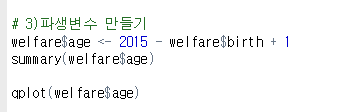 # 3)파생변수 만들기
welfare$age <- 2015 - welfare$birth + 1
summary(welfare$age)
qplot(welfare$age)